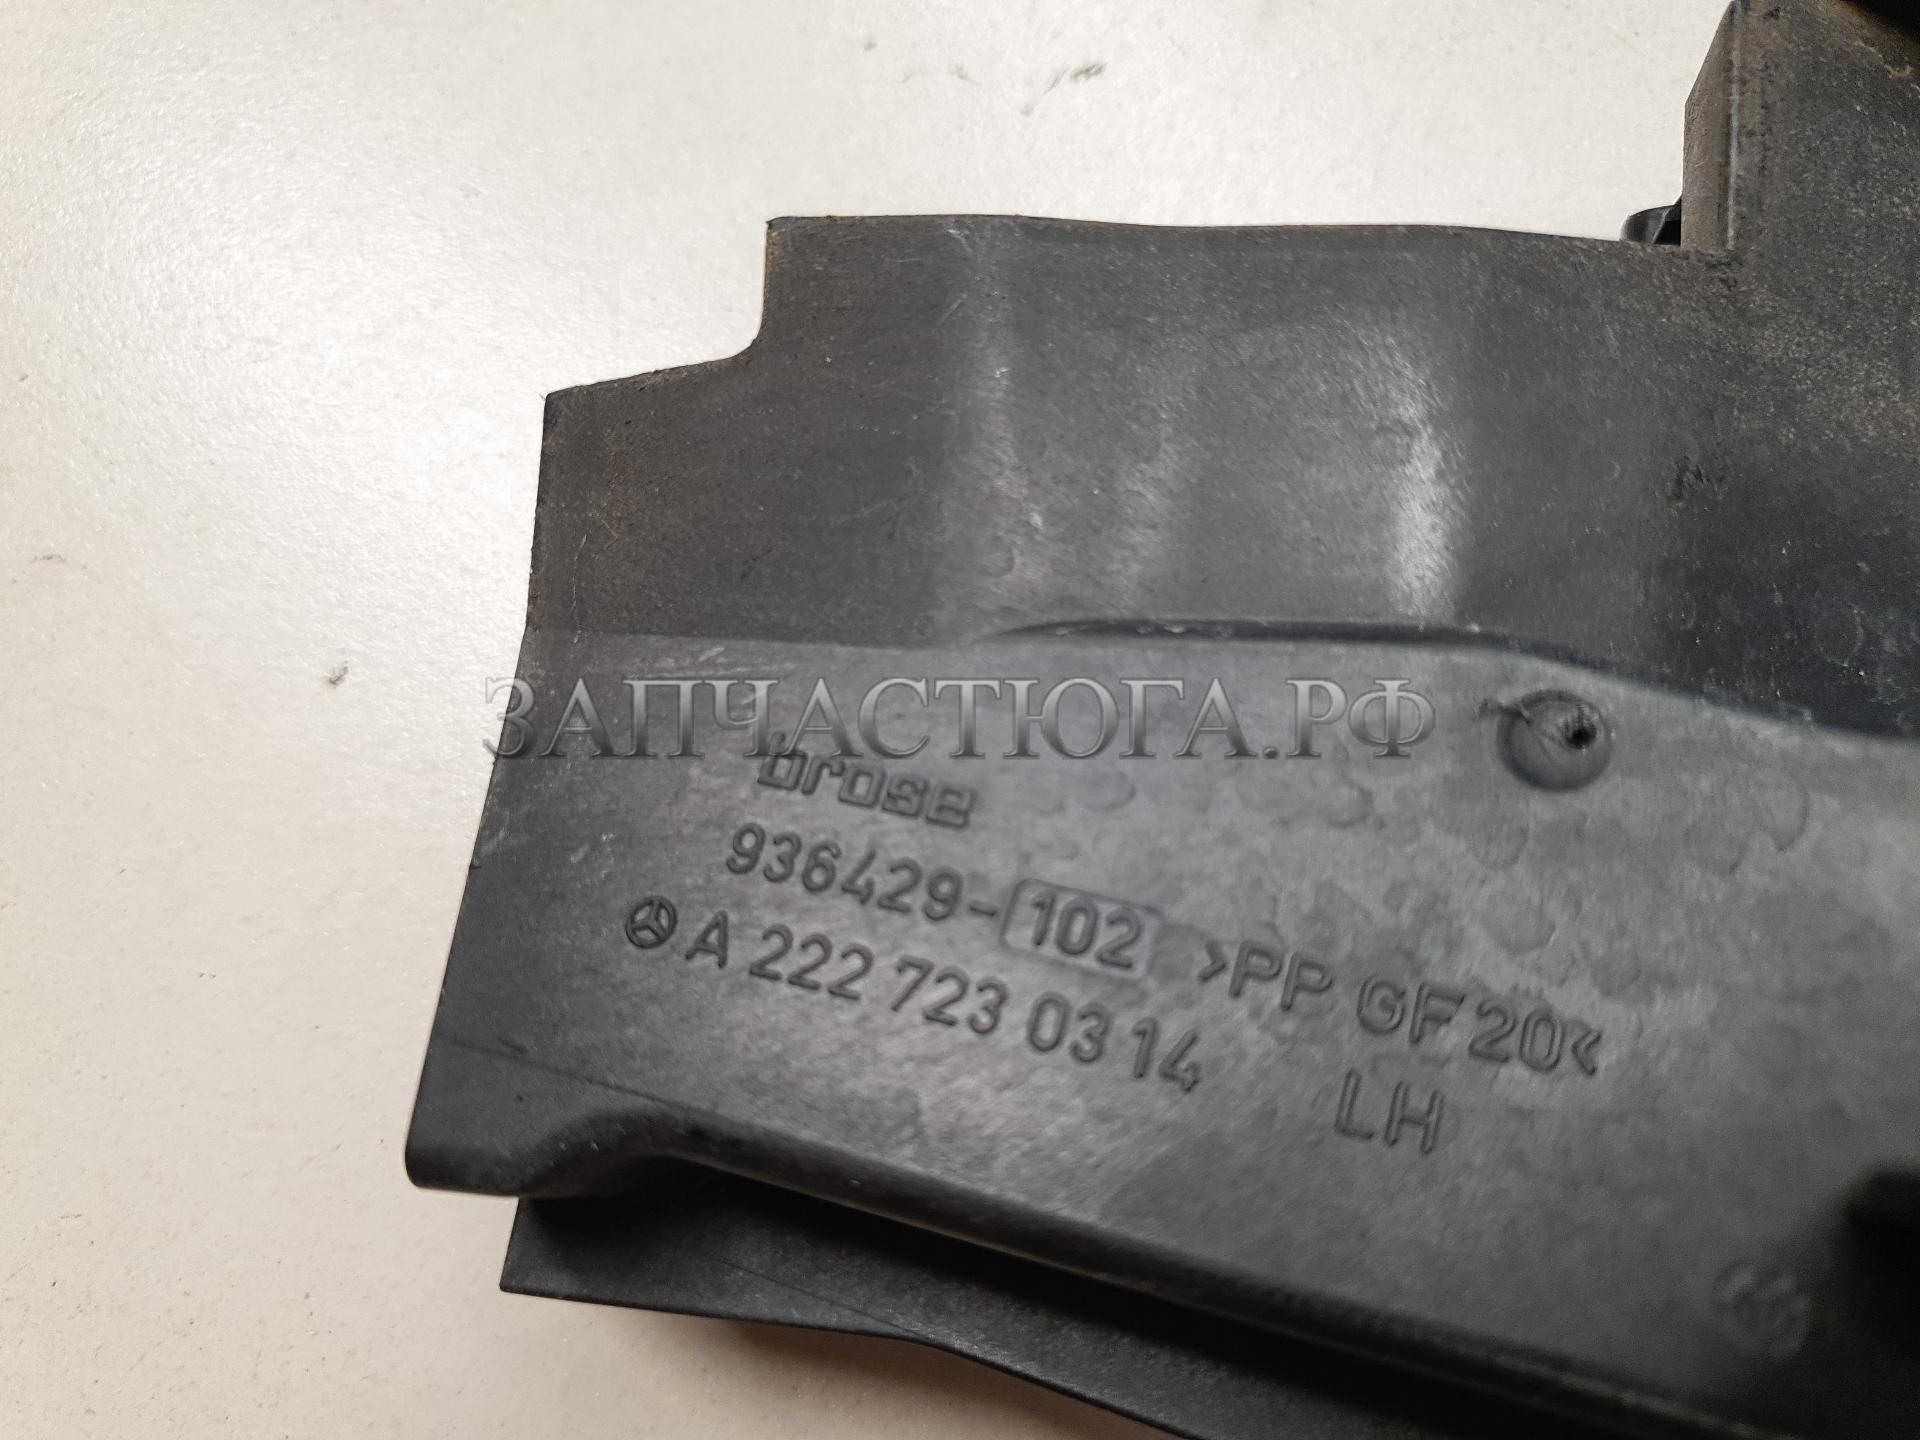 ЗАПЧАСТЮГА.РФ
brose
936429-102 >PP GF20<
A 222 723 03 14 LH